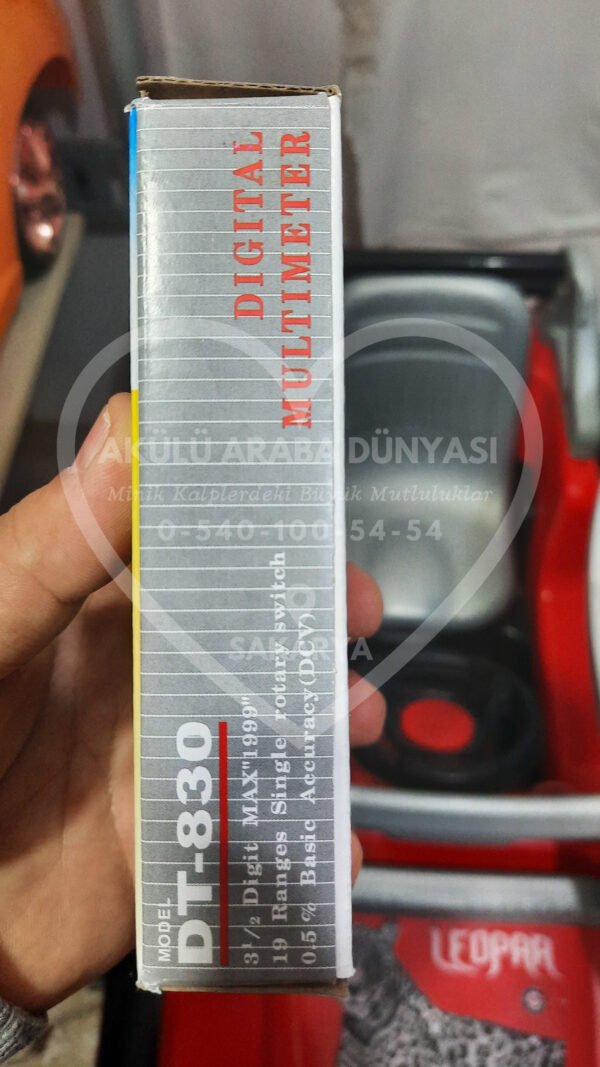 DIGITAL
MULTIMETER
MODEL
DT-830
3 1/2 Digit MAX"1999"
19 Ranges Single rotary switch
0.5 % Basic Accuracy(DCV)
AKÜLÜ ARABA DÜNYASI
Minik Kalplerdeki Büyük Mutluluklar
0-540-100-54-54
SAKARYA
LEOPAR